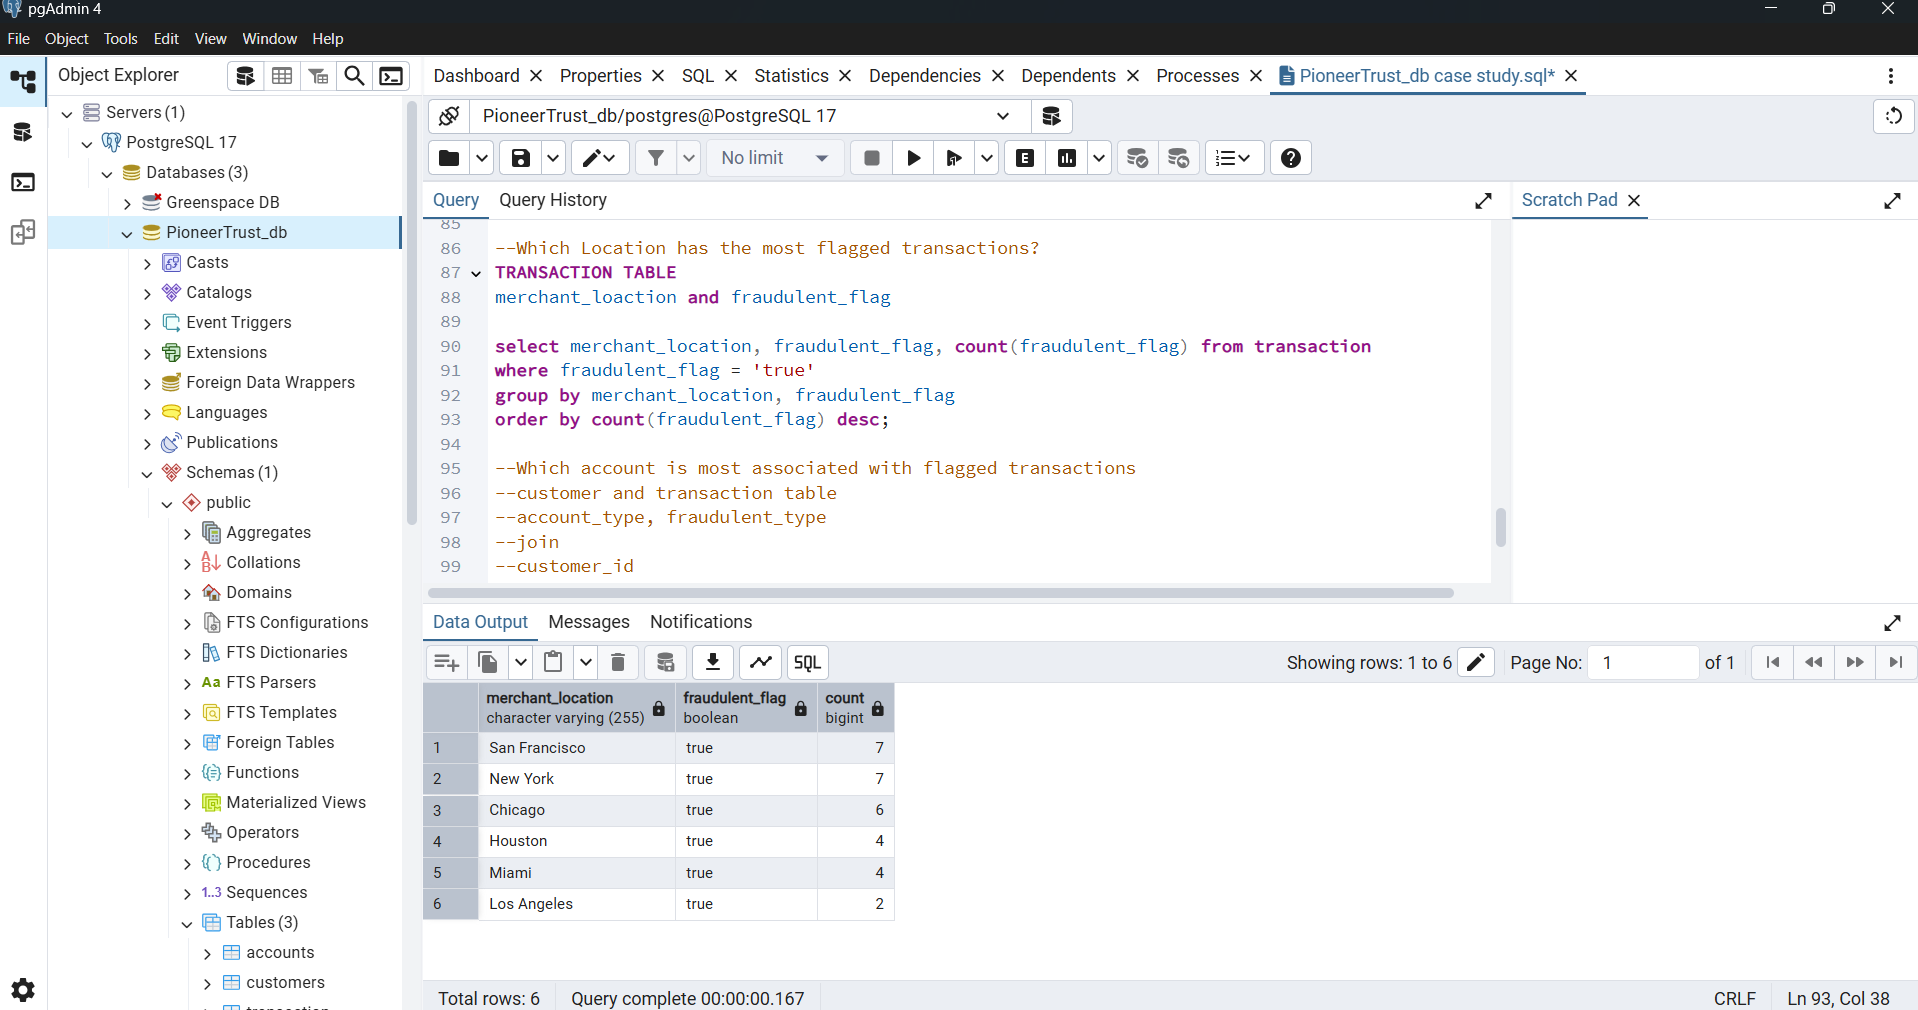 pgAdmin 4
File Object Tools Edit View Window Help
Object Explorer
Dashboard Properties SQL Statistics Dependencies Dependents Processes PioneerTrust_db case study.sql*
Servers (1)
PostgreSQL 17
Databases (3)
Greenspace DB
PioneerTrust_db
Casts
Catalogs
Event Triggers
Extensions
Foreign Data Wrappers
Languages
Publications
Schemas (1)
public
Aggregates
Collations
Domains
FTS Configurations
FTS Dictionaries
Aa FTS Parsers
FTS Templates
Foreign Tables
Functions
Materialized Views
Operators
Procedures
1..3 Sequences
Tables (3)
accounts
customers
transaction
PioneerTrust_db/postgres@PostgreSQL 17
No limit
E
Query Query History
Scratch Pad
85
86 --Which Location has the most flagged transactions?
87 TRANSACTION TABLE
88 merchant_loaction and fraudulent_flag
89
90 select merchant_location, fraudulent_flag, count(fraudulent_flag) from transaction
91 where fraudulent_flag = 'true'
92 group by merchant_location, fraudulent_flag
93 order by count(fraudulent_flag) desc;
94
95 --Which account is most associated with flagged transactions
96 --customer and transaction table
97 --account_type, fraudulent_type
98 --join
99 --customer_id
Data Output Messages Notifications
SQL
Showing rows: 1 to 6 Page No: 1 of 1
merchant_location fraudulent_flag count
character varying (255) boolean bigint
1 San Francisco true 7
2 New York true 7
3 Chicago true 6
4 Houston true 4
5 Miami true 4
6 Los Angeles true 2
Total rows: 6 Query complete 00:00:00.167 CRLF Ln 93, Col 38